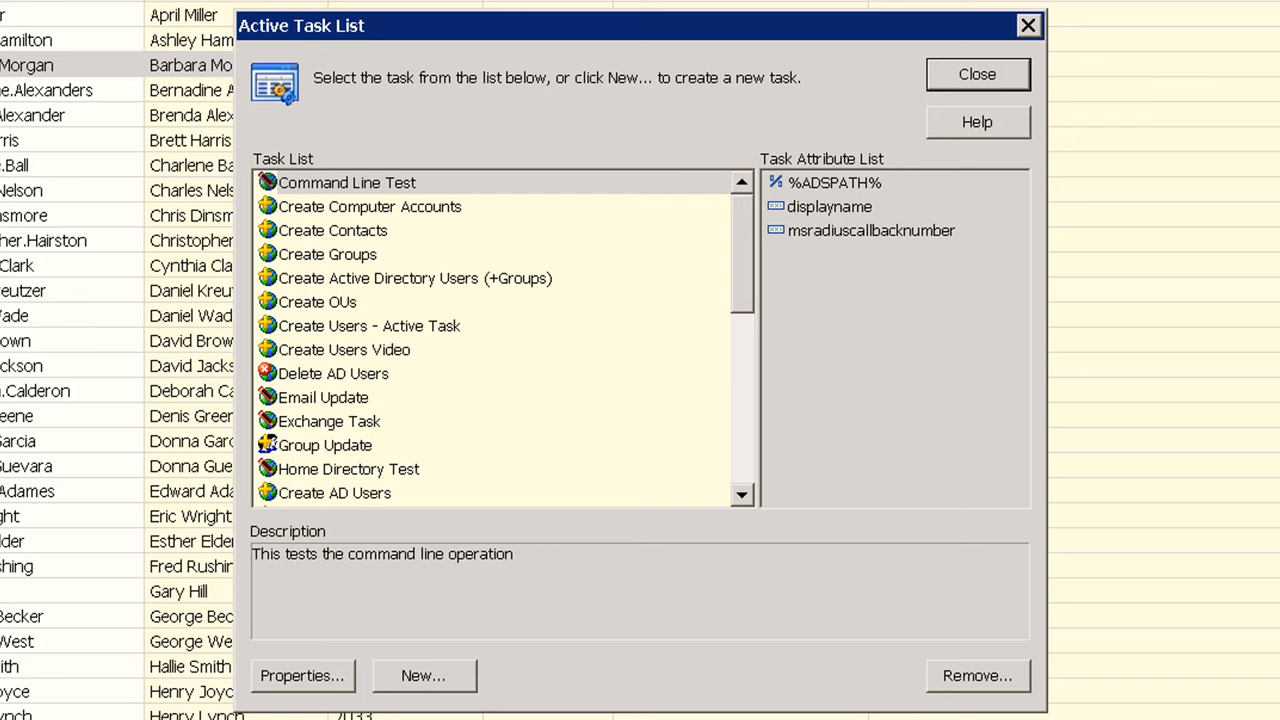 Active Task List
Select the task from the list below, or click New... to create a new task.
Close
Help
Task List
Command Line Test
Create Computer Accounts
Create Contacts
Create Groups
Create Active Directory Users (+Groups)
Create OUs
Create Users - Active Task
Create Users Video
Delete AD Users
Email Update
Exchange Task
Group Update
Home Directory Test
Create AD Users
Task Attribute List
%ADSPATH%
displayname
msradiuscallbacknumber
Description
This tests the command line operation
Properties...
New...
Remove...
r April Miller
amilton Ashley Ham
Morgan Barbara Mo
e.Alexanders Bernadine A
Alexander Brenda Alex
rris Brett Harris
e.Ball Charlene Ba
Nelson Charles Nels
nsmore Chris Dinsm
her.Hairston Christopher
Clark Cynthia Cla
reutzer Daniel Kreut
Wade Daniel Wad
own David Brow
ckson David Jacks
h.Calderon Deborah Ca
eene Denis Green
Garcia Donna Garc
Guevara Donna Gue
Adames Edward Ada
ght Eric Wright
lder Esther Elder
shing Fred Rushin
Gary Hill
Becker George Bec
West George We
ith Hallie Smith
oyce Henry Joyc
ynch Henry Lynch 2033